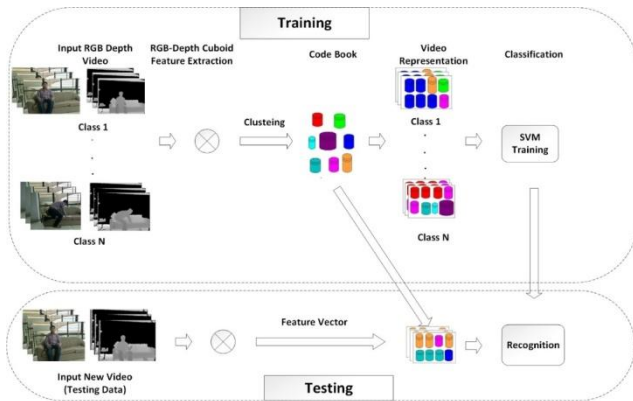 Training
Input RGB Depth
Video
RGB-Depth Cuboid
Feature Extraction
Code Book
Video
Representation
Classification
Class 1
Clusteing
Class 1
SVM
Training
Class N
Class N
Feature Vector
Recognition
Input New Video
(Testing Data)
Testing